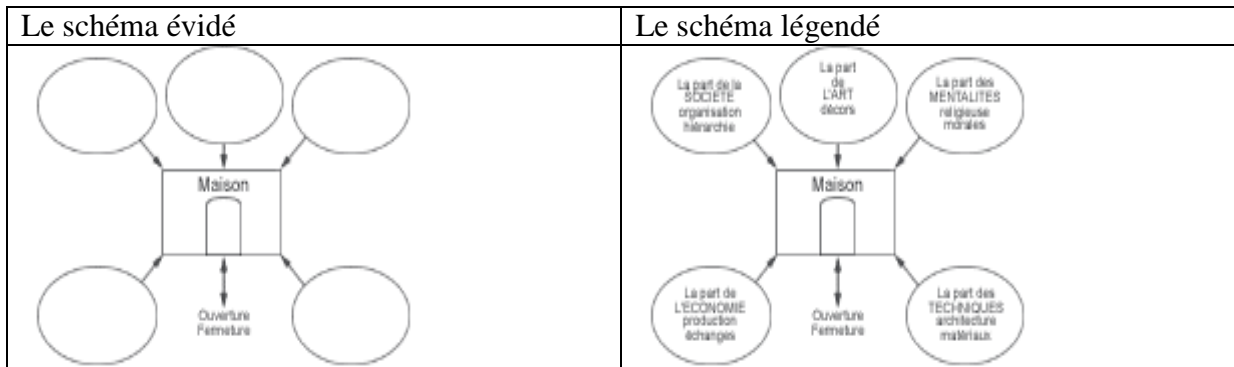 Le schéma évidé
Maison
Ouverture
Fermeture
Le schéma légendé
La part de la
SOCIETE
organisation
hiérarchie
La part
de
L'ART
décors
La part des
MENTALITES
religieuse
morales
Maison
La part de
L'ECONOMIE
production
échanges
Ouverture
Fermeture
La part des
TECHNIQUES
architecture
matériaux